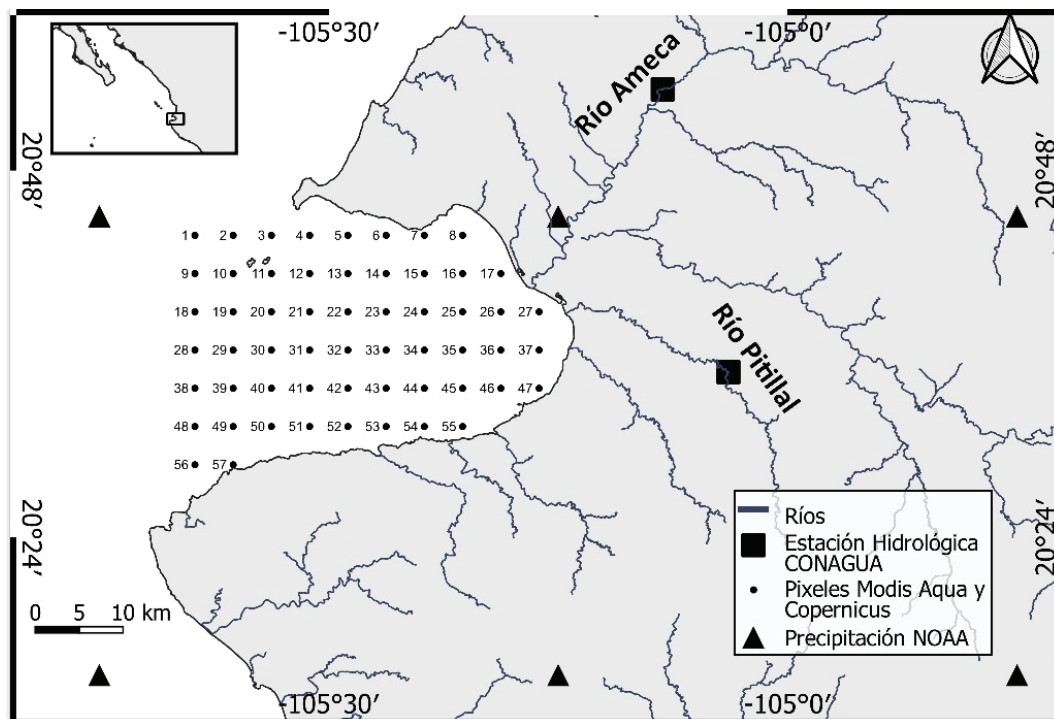 -105°30'
-105°0'
Río Ameca
20°48'
20°48'
1 2 3 4 5 6 7 8
9 10 11 12 13 14 15 16 17
18 19 20 21 22 23 24 25 26 27
Río Pitillal
28 29 30 31 32 33 34 35 36 37
38 39 40 41 42 43 44 45 46 47
48 49 50 51 52 53 54 55
56 57
Ríos
Estación Hidrológica
CONAGUA
Pixeles Modis Aqua y
Copernicus
Precipitación NOAA
20°24'
20°24'
0 5 10 km
-105°30'
-105°0'